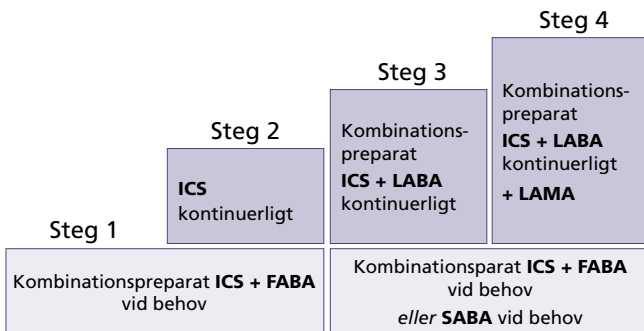 Steg 1
Kombinationspreparat ICS + FABA
vid behov
Steg 2
ICS
kontinuerligt
Steg 3
Kombinations-
preparat
ICS + LABA
kontinuerligt
Steg 4
Kombinations-
preparat
ICS + LABA
kontinuerligt
+ LAMA
Kombinationsparat ICS + FABA
vid behov
eller SABA vid behov